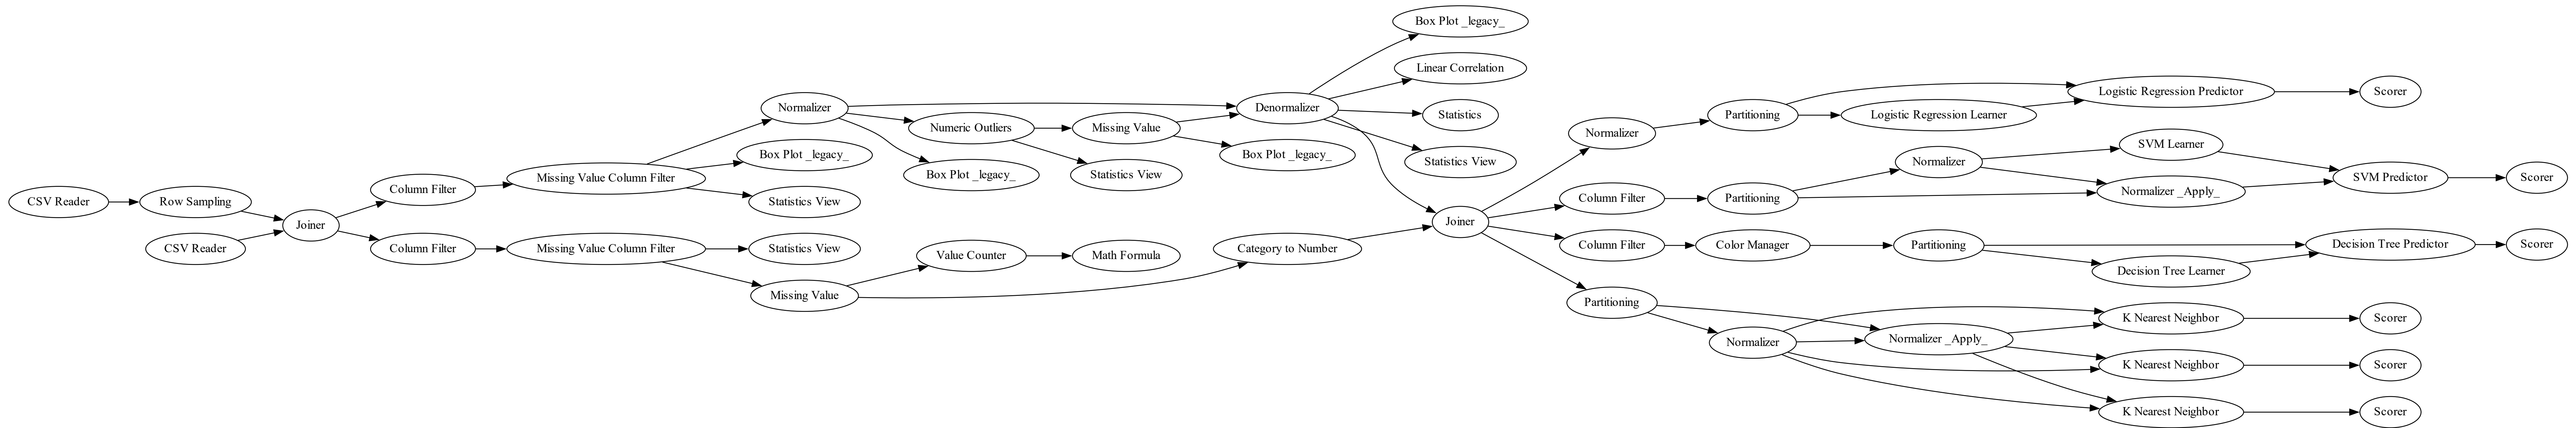 Box Plot _legacy_
Linear Correlation
Normalizer
Denormalizer
Logistic Regression Predictor
Scorer
Statistics
Partitioning
Logistic Regression Learner
Numeric Outliers
Missing Value
Normalizer
SVM Learner
Box Plot _legacy_
Box Plot _legacy_
Statistics View
Normalizer
Missing Value Column Filter
Box Plot _legacy_
Statistics View
SVM Predictor
Scorer
Column Filter
Normalizer _Apply_
CSV Reader
Row Sampling
Statistics View
Column Filter
Partitioning
Joiner
Joiner
CSV Reader
Column Filter
Missing Value Column Filter
Statistics View
Category to Number
Column Filter
Color Manager
Partitioning
Decision Tree Predictor
Scorer
Value Counter
Math Formula
Decision Tree Learner
Missing Value
Partitioning
K Nearest Neighbor
Scorer
Normalizer
Normalizer _Apply_
K Nearest Neighbor
Scorer
K Nearest Neighbor
Scorer